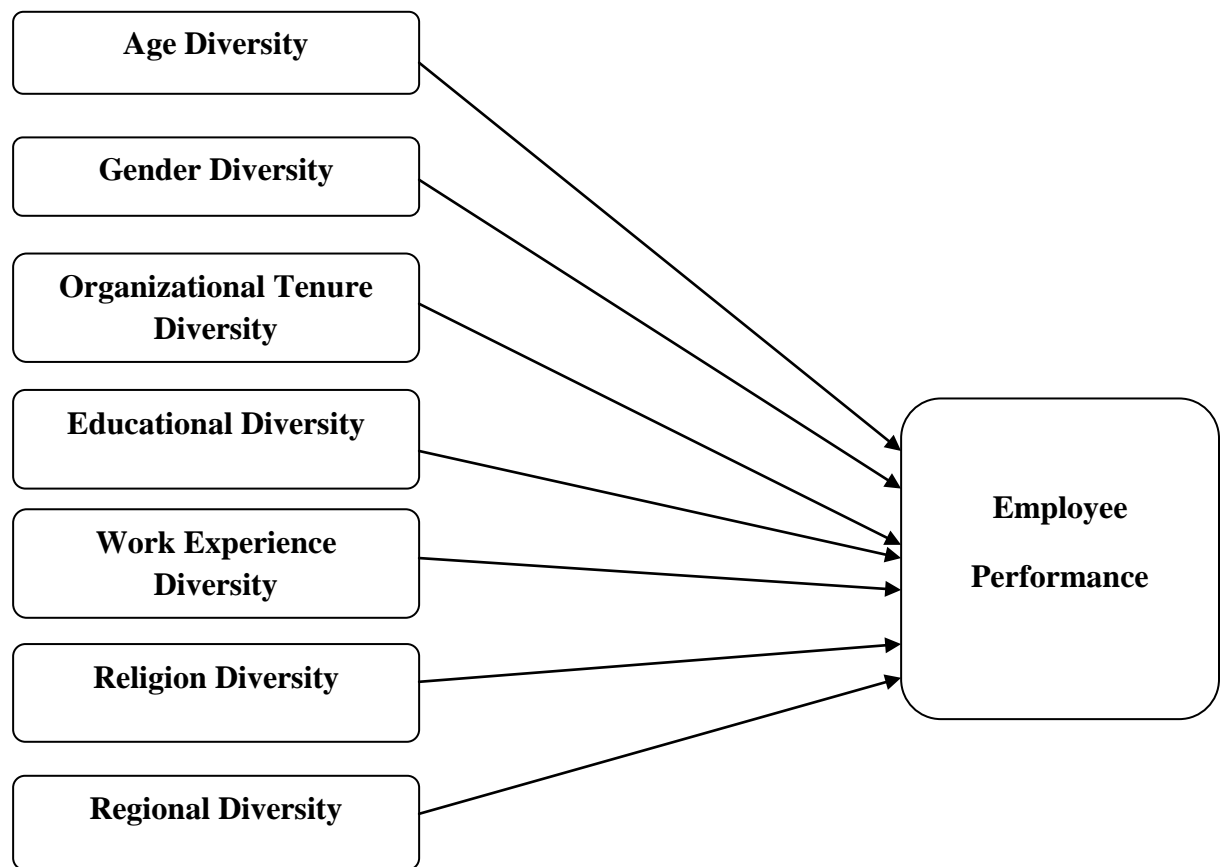 Age Diversity
Gender Diversity
Organizational Tenure
Diversity
Educational Diversity
Work Experience
Diversity
Religion Diversity
Regional Diversity
Employee
Performance